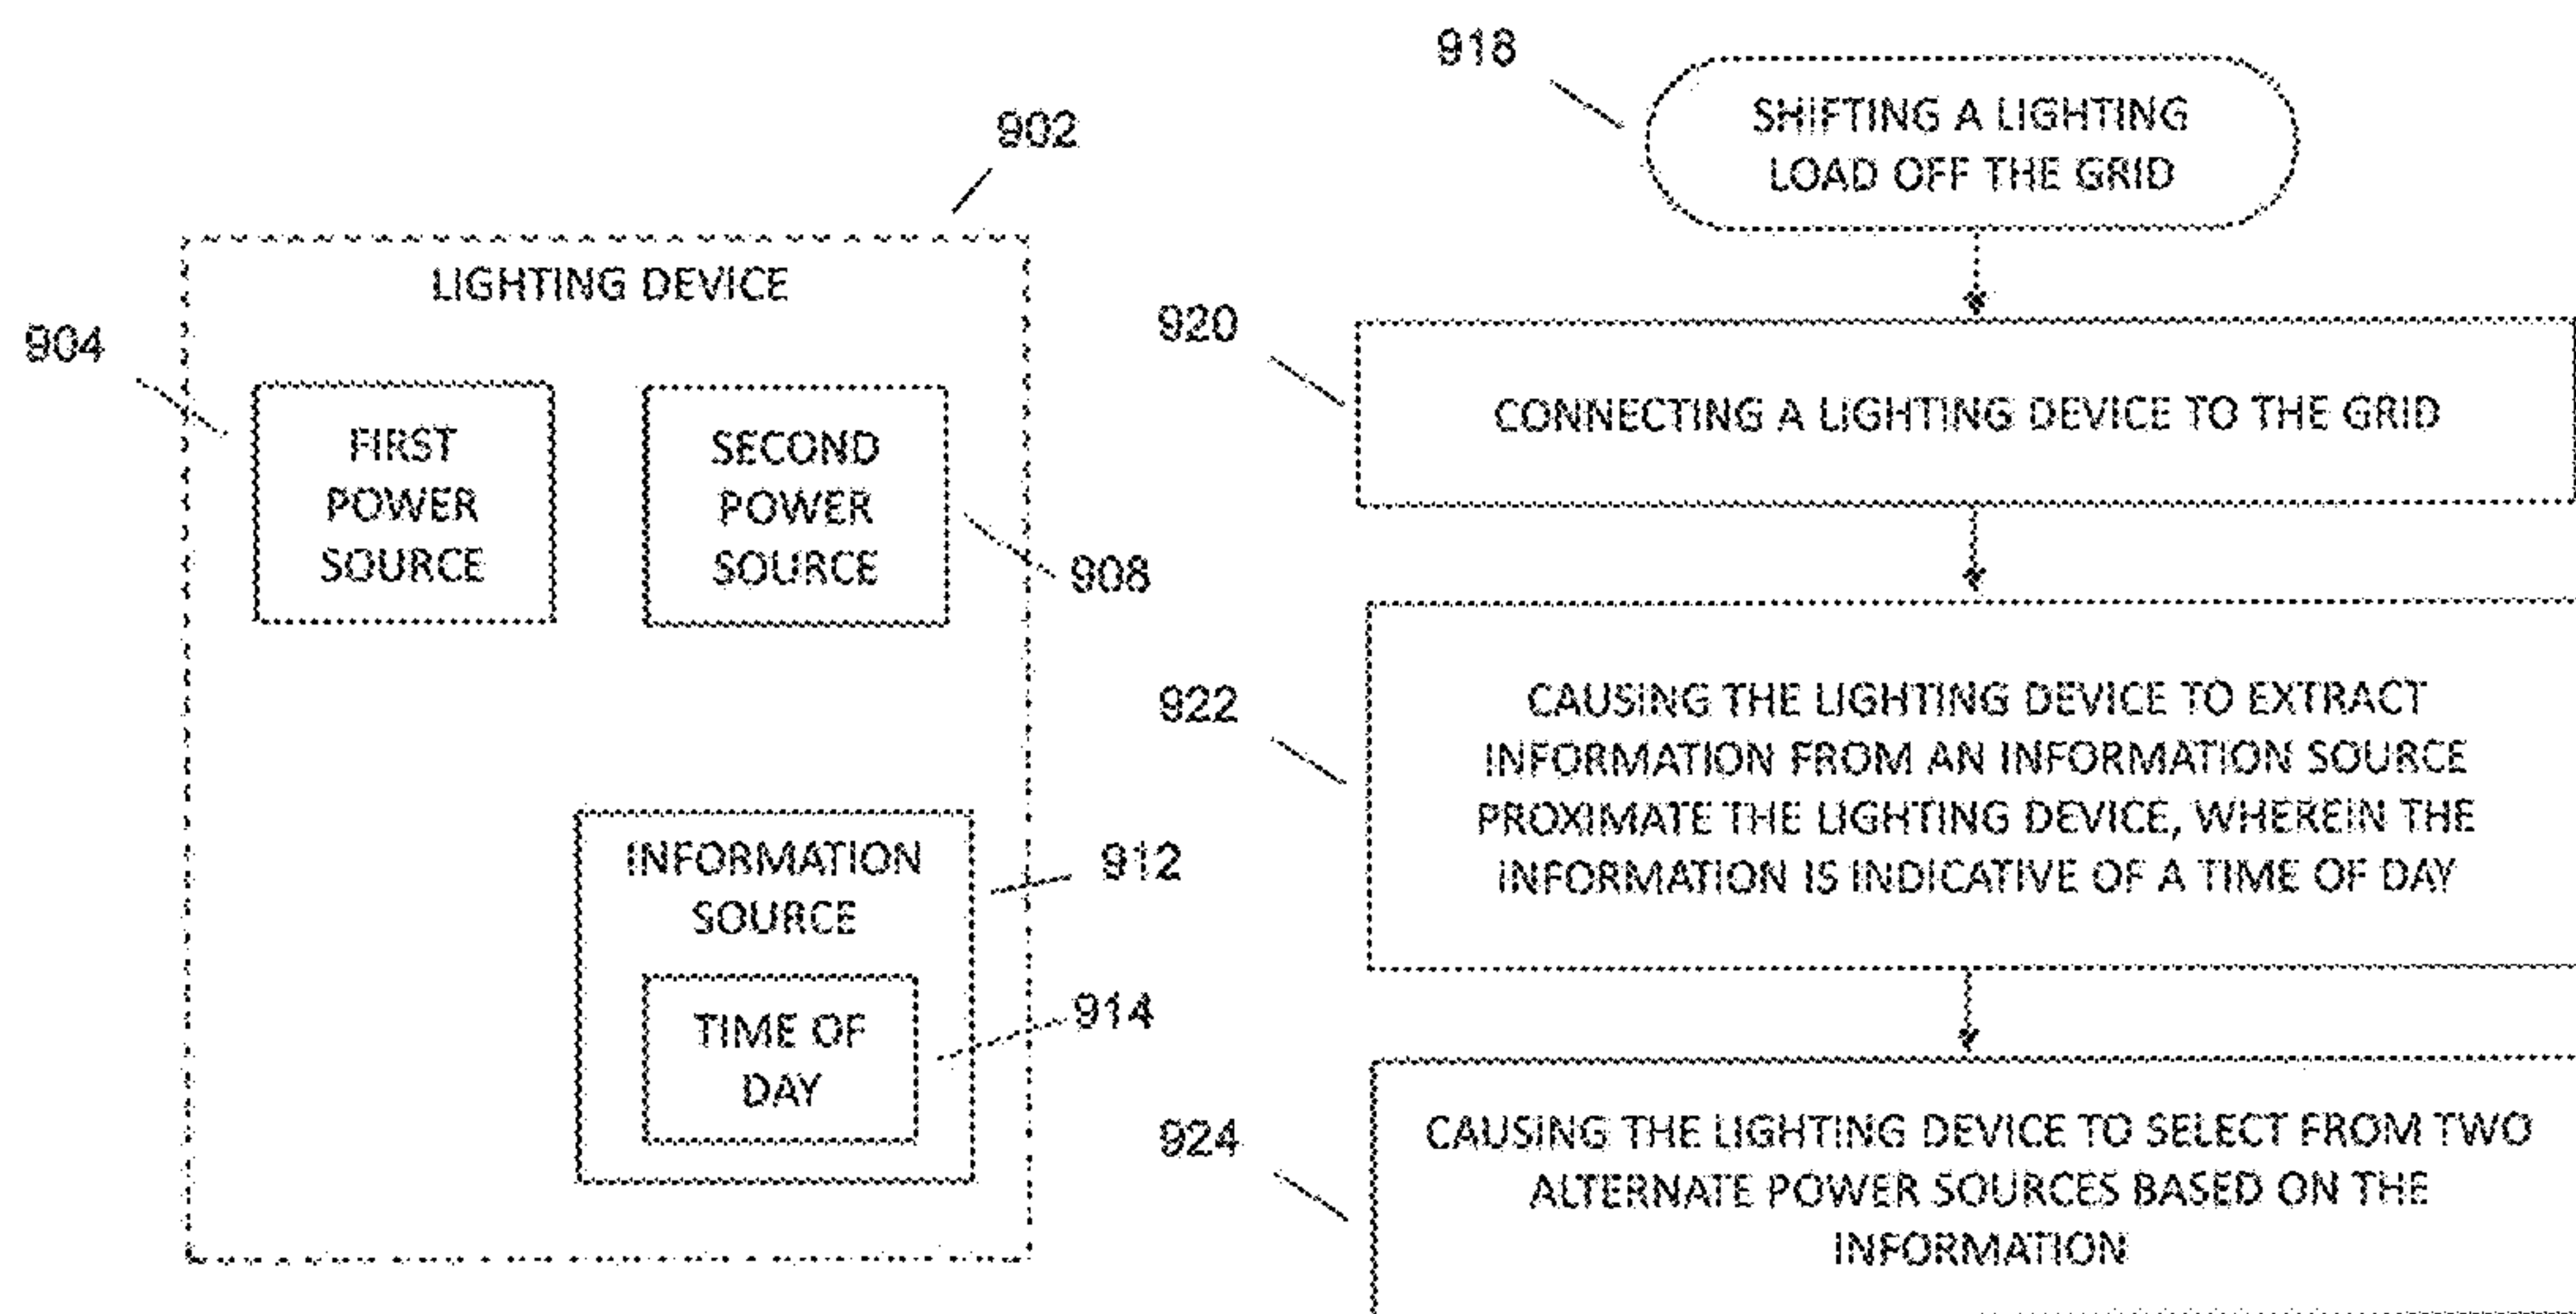 902
LIGHTING DEVICE
904
FIRST
POWER
SOURCE
SECOND
POWER
SOURCE
908
INFORMATION
SOURCE
912
TIME OF
DAY
914
918
SHIFTING A LIGHTING
LOAD OFF THE GRID
920
CONNECTING A LIGHTING DEVICE TO THE GRID
922
CAUSING THE LIGHTING DEVICE TO EXTRACT
INFORMATION FROM AN INFORMATION SOURCE
PROXIMATE THE LIGHTING DEVICE, WHEREIN THE
INFORMATION IS INDICATIVE OF A TIME OF DAY
924
CAUSING THE LIGHTING DEVICE TO SELECT FROM TWO
ALTERNATE POWER SOURCES BASED ON THE
INFORMATION